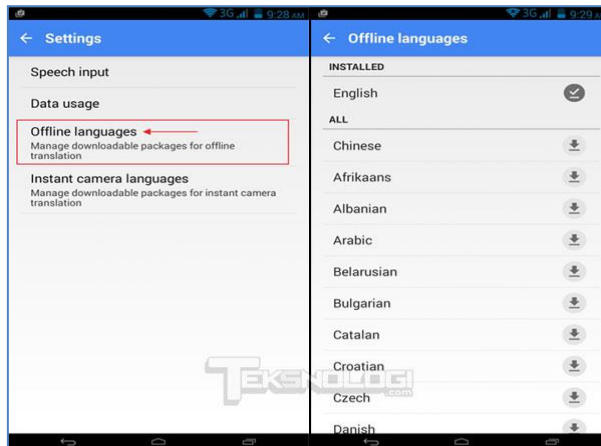 3G 9:28 AM
Settings
Speech input
Data usage
Offline languages
Manage downloadable packages for offline
translation
Instant camera languages
Manage downloadable packages for instant camera
translation
3G 9:29 A
Offline languages
INSTALLED
English
ALL
Chinese
Afrikaans
Albanian
Arabic
Belarusian
Bulgarian
Catalan
Croatian
Czech
Danish
TEKSNOLOGI
.com